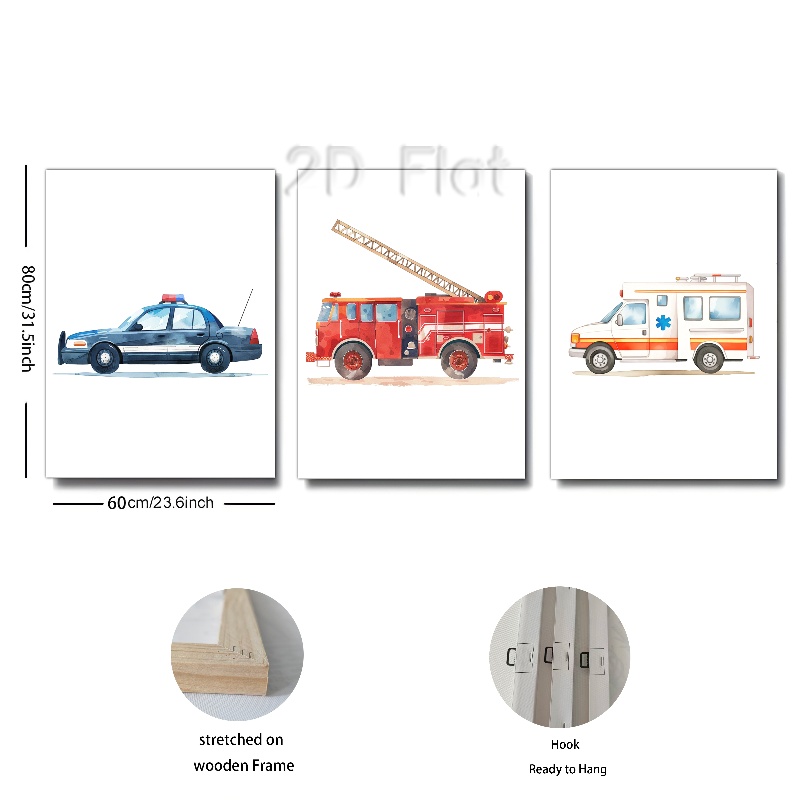 2D Flat
80cm/31.5inch
60cm/23.6inch
stretched on
wooden Frame
Hook
Ready to Hang